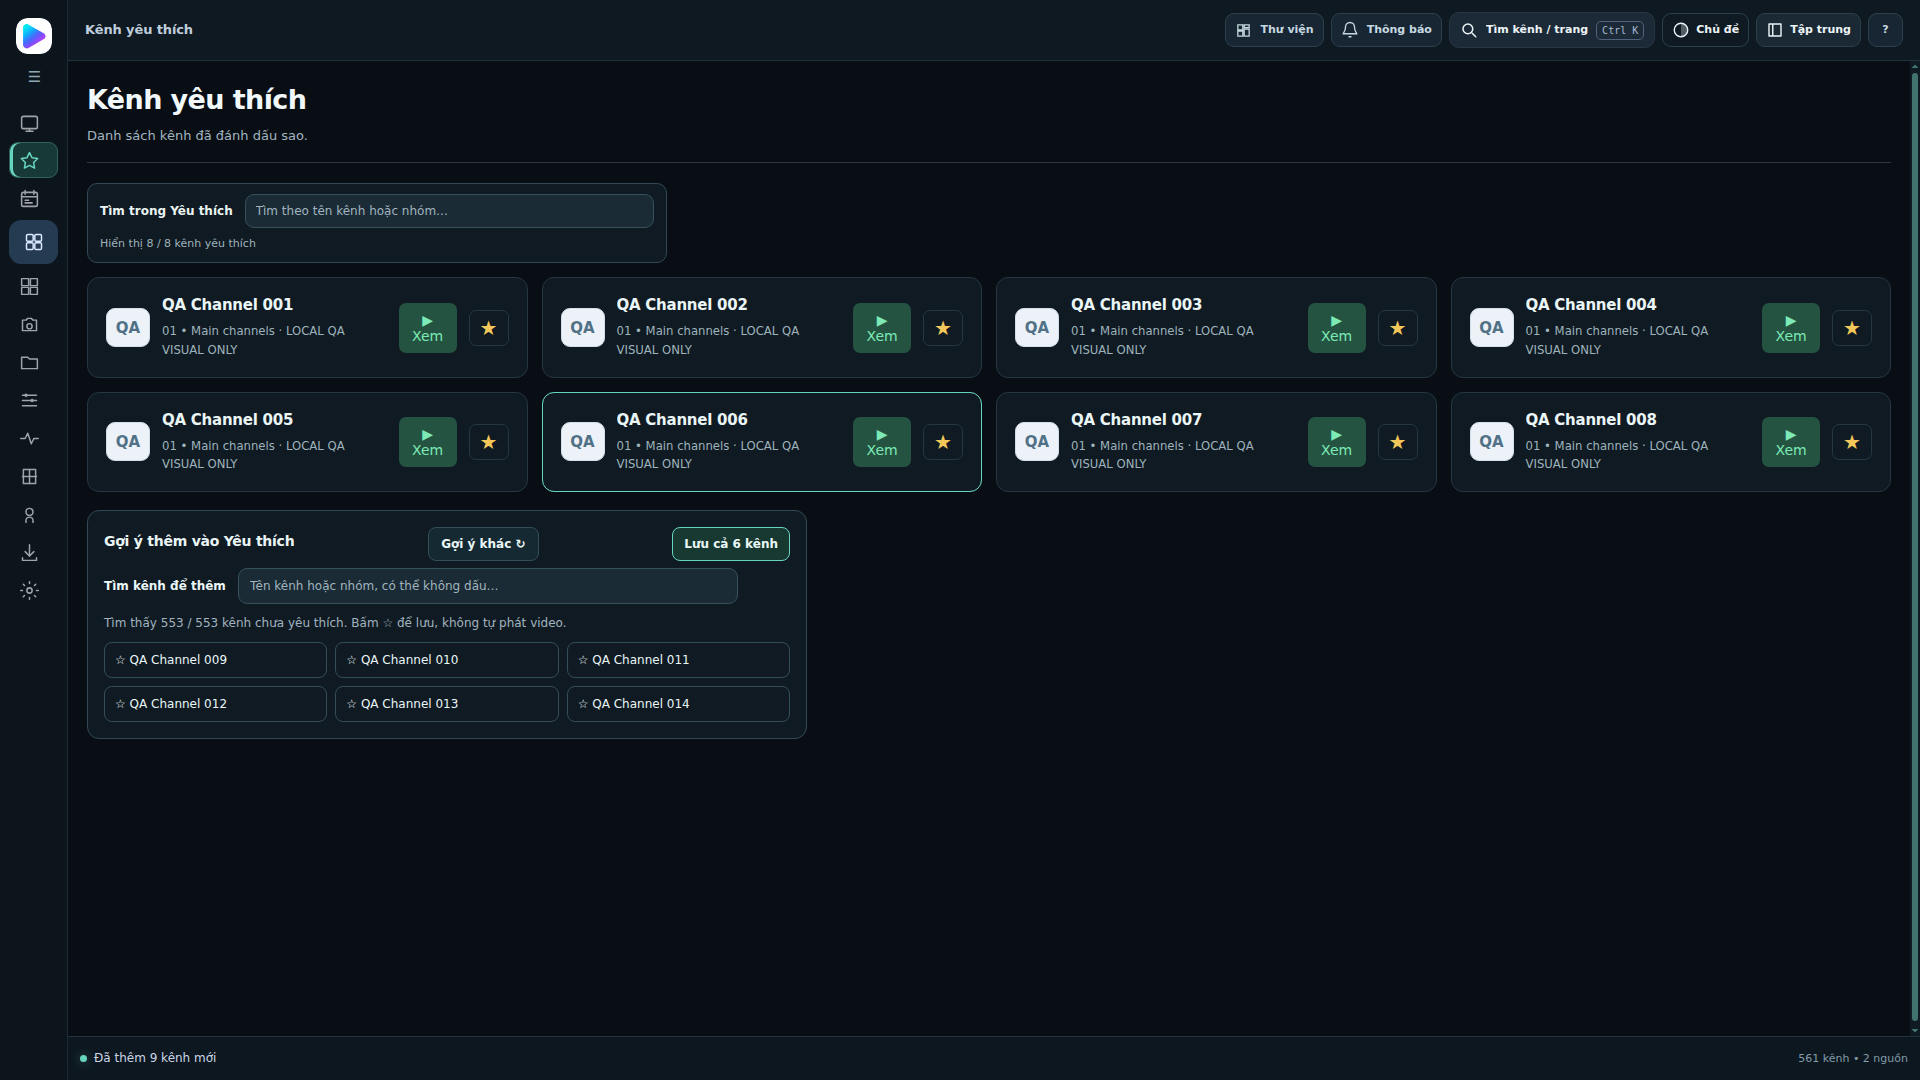 Kênh yêu thích
Thư viện
Thông báo
Tìm kênh / trang Ctrl K
Chủ đề
Tập trung
?
Kênh yêu thích
Danh sách kênh đã đánh dấu sao.
Tìm trong Yêu thích
Tìm theo tên kênh hoặc nhóm...
Hiển thị 8 / 8 kênh yêu thích
QA
QA Channel 001
01 • Main channels · LOCAL QA
VISUAL ONLY
▶
Xem
★
QA
QA Channel 002
01 • Main channels · LOCAL QA
VISUAL ONLY
▶
Xem
★
QA
QA Channel 003
01 • Main channels · LOCAL QA
VISUAL ONLY
▶
Xem
★
QA
QA Channel 004
01 • Main channels · LOCAL QA
VISUAL ONLY
▶
Xem
★
QA
QA Channel 005
01 • Main channels · LOCAL QA
VISUAL ONLY
▶
Xem
★
QA
QA Channel 006
01 • Main channels · LOCAL QA
VISUAL ONLY
▶
Xem
★
QA
QA Channel 007
01 • Main channels · LOCAL QA
VISUAL ONLY
▶
Xem
★
QA
QA Channel 008
01 • Main channels · LOCAL QA
VISUAL ONLY
▶
Xem
★
Gợi ý thêm vào Yêu thích
Gợi ý khác ↻
Lưu cả 6 kênh
Tìm kênh để thêm
Tên kênh hoặc nhóm, có thể không dấu...
Tìm thấy 553 / 553 kênh chưa yêu thích. Bấm ☆ để lưu, không tự phát video.
☆ QA Channel 009
☆ QA Channel 010
☆ QA Channel 011
☆ QA Channel 012
☆ QA Channel 013
☆ QA Channel 014
Đã thêm 9 kênh mới
561 kênh • 2 nguồn